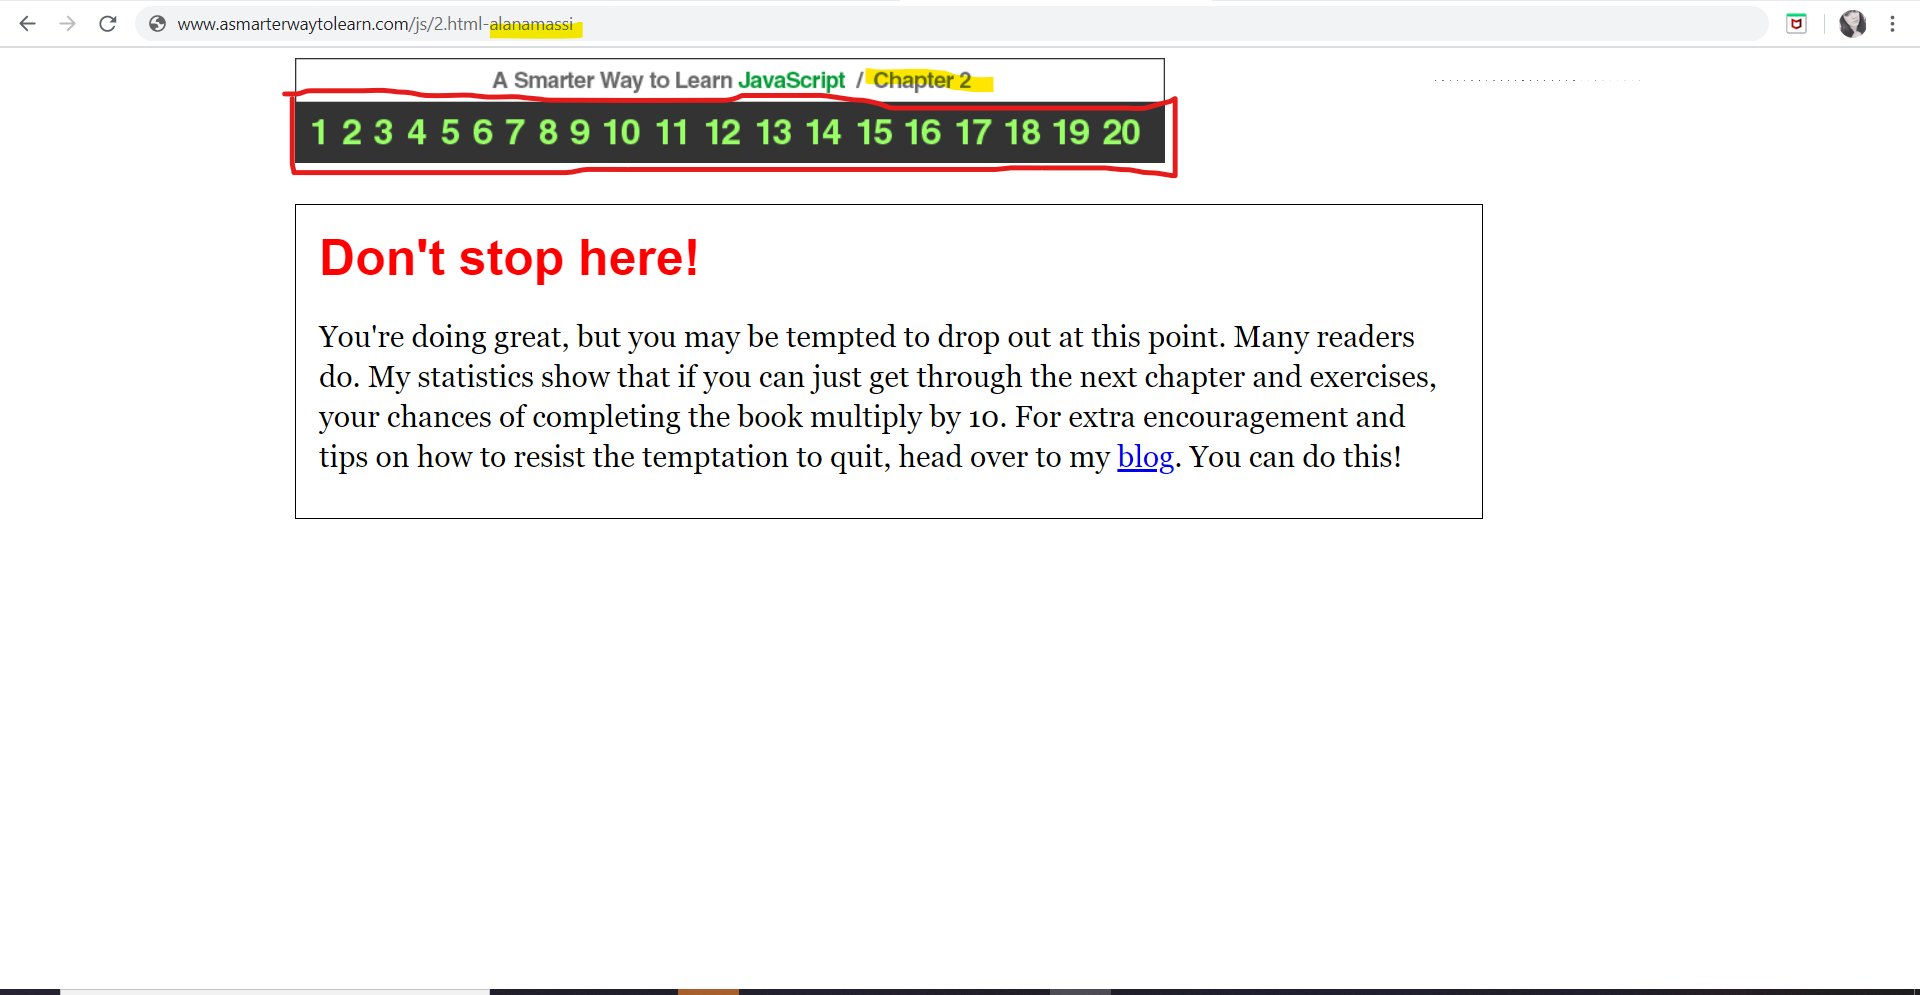 www.asmarterwaytolearn.com/js/2.html-alanamassi
A Smarter Way to Learn JavaScript / Chapter 2
1 2 3 4 5 6 7 8 9 10 11 12 13 14 15 16 17 18 19 20
Don't stop here!
You're doing great, but you may be tempted to drop out at this point. Many readers
do. My statistics show that if you can just get through the next chapter and exercises,
your chances of completing the book multiply by 10. For extra encouragement and
tips on how to resist the temptation to quit, head over to my blog. You can do this!